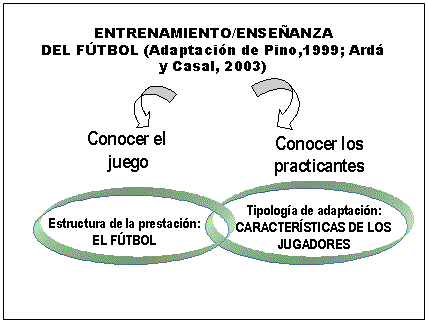 ENTRENAMIENTO/ENSEÑANZA
DEL FÚTBOL (Adaptación de Pino,1999; Ardá
y Casal, 2003)
Conocer el
juego
Conocer los
practicantes
Estructura de la prestación:
EL FÚTBOL
Tipología de adaptación:
CARACTERÍSTICAS DE LOS
JUGADORES